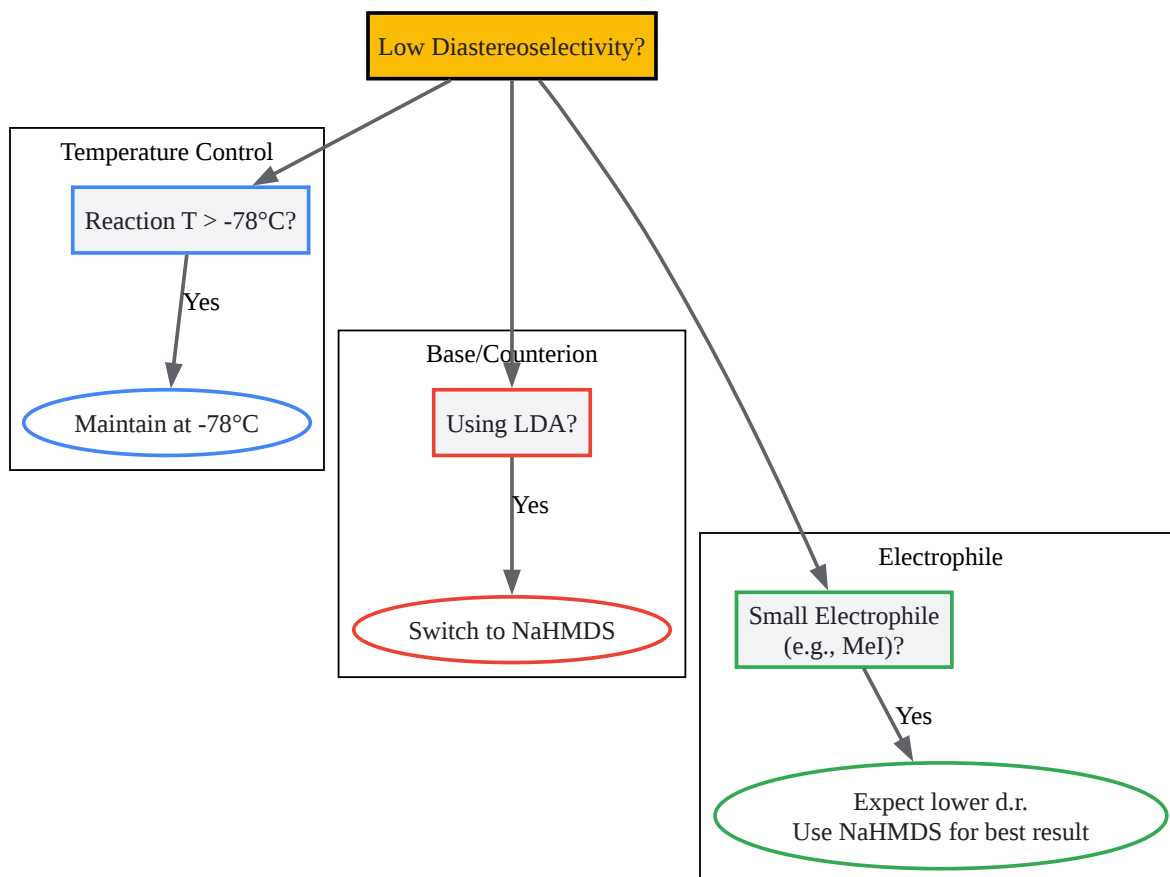 Low Diastereoselectivity?
Temperature Control
Reaction T > -78°C?
Yes
Maintain at -78°C
Base/Counterion
Using LDA?
Yes
Switch to NaHMDS
Electrophile
Small Electrophile
(e.g., MeI)?
Yes
Expect lower d.r.
Use NaHMDS for best result